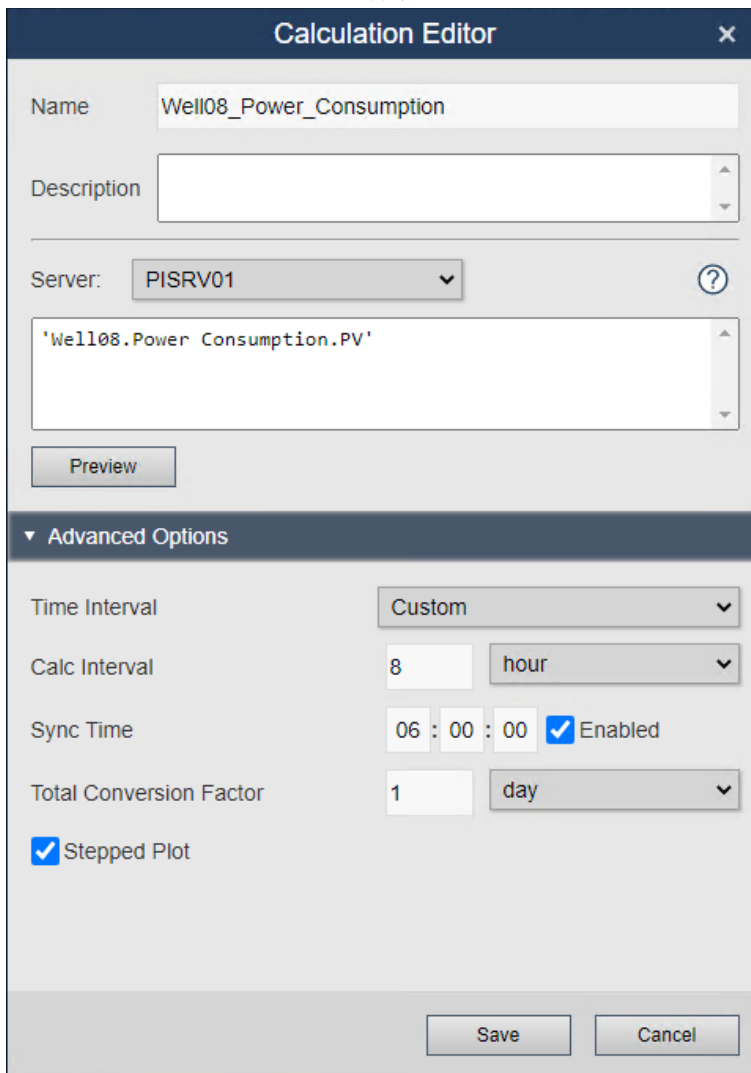 Calculation Editor ×
Name Well08_Power_Consumption
Description
Server: PISRV01 ?
'Well08.Power Consumption.PV'
Preview
Advanced Options
Time Interval Custom
Calc Interval 8 hour
Sync Time 06 : 00 : 00 Enabled
Total Conversion Factor 1 day
Stepped Plot
Save Cancel